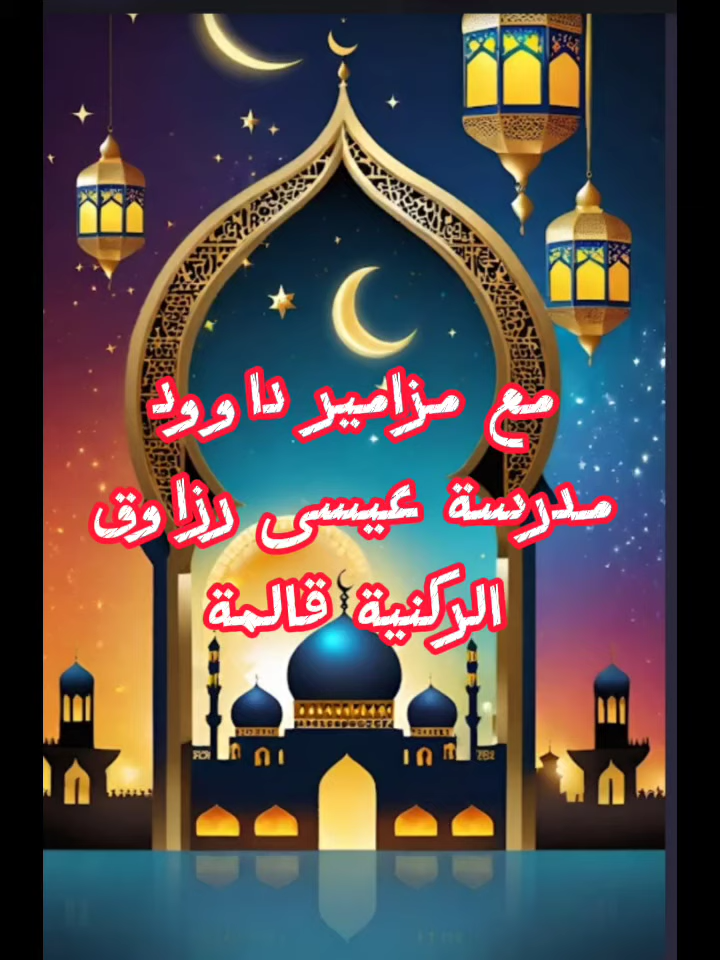 مع مزامير داوود
مدرسة عيسى رزاوق
الركنية قالمة